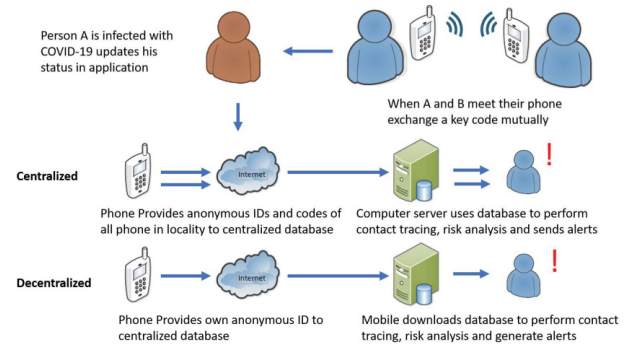 Person A is infected with
COVID-19 updates his
status in application
When A and B meet their phone
exchange a key code mutually
Centralized
Internet
!
Phone Provides anonymous IDs and codes of
all phone in locality to centralized database
Computer server uses database to perform
contact tracing, risk analysis and sends alerts
Decentralized
Internet
!
Phone Provides own anonymous ID to
centralized database
Mobile downloads database to perform contact
tracing, risk analysis and generate alerts